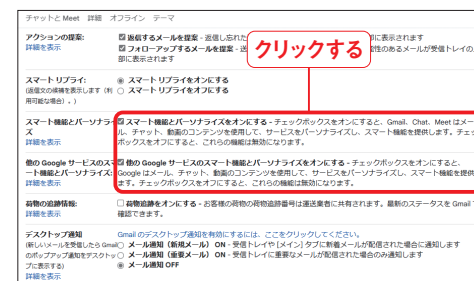 チャットと Meet　詳細　オフライン　テーマ
アクションの提案:
詳細を表示
返信するメールを提案 - 返信し忘れた
部に表示されます
フォローアップするメールを提案 - 送
性のあるメールが受信トレイの
部に表示されます
クリックする
スマート リプライ:
(返信文の候補を表示します（利
用可能な場合）。)
スマート リプライをオンにする
スマート リプライをオフにする
スマート機能とパーソナライ
ズ
詳細を表示
スマート機能とパーソナライズをオンにする - チェックボックスをオンにすると、Gmail、Chat、Meet はメー
ル、チャット、動画のコンテンツを使用して、サービスをパーソナライズし、スマート機能を提供します。チェッ
ボックスをオフにすると、これらの機能は無効になります。
他の Google サービスのスマ
ート機能とパーソナライズ:
詳細を表示
他の Google サービスのスマート機能とパーソナライズをオンにする - チェックボックスをオンにすると、
Google はメール、チャット、動画のコンテンツを使用して、サービスをパーソナライズし、スマート機能を提供
ます。チェックボックスをオフにすると、これらの機能は無効になります。
荷物の追跡情報:
詳細を表示
荷物追跡をオンにする - お客様の荷物の荷物追跡番号は運送業者に共有されます。最新のステータスを Gmail で
確認できます。
デスクトップ通知
(新しいメールを受信したら Gmail
のポップアップ通知をデスクトッ
プに表示する)
詳細を表示
Gmail のデスクトップ通知を有効にするには、ここをクリックしてください。
メール通知（新規メール） ON - 受信トレイや [メイン] タブに新着メールが配信された場合に通知します
メール通知（重要メール） ON - 受信トレイに重要なメールが配信された場合のみ通知します
メール通知 OFF